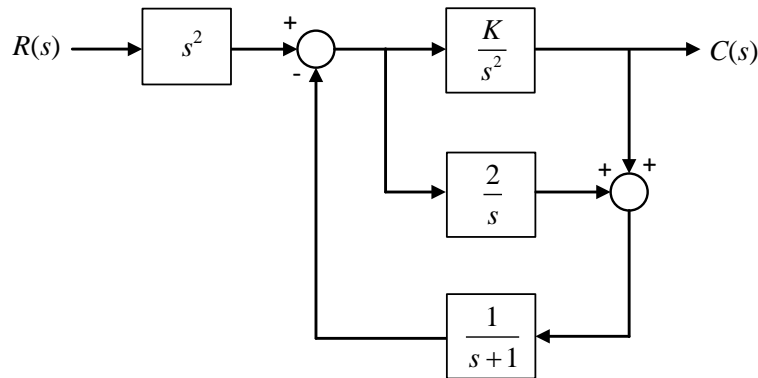 R(s)
s²
+
-
K
s²
C(s)
2
s
+
+
1
s+1